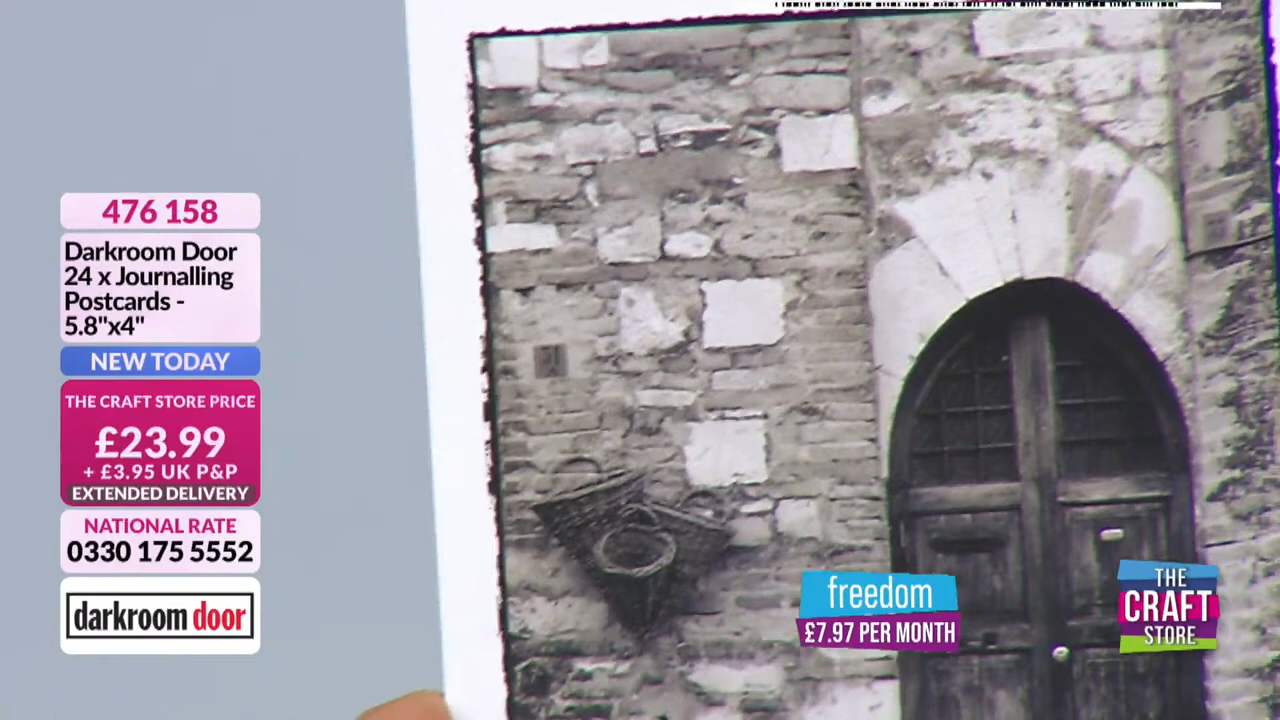 476 158
Darkroom Door
24 x Journalling
Postcards -
5.8"x4"
NEW TODAY
THE CRAFT STORE PRICE
£23.99
+ £3.95 UK P&P
EXTENDED DELIVERY
NATIONAL RATE
0330 175 5552
darkroom door
freedom
£7.97 PER MONTH
THE
CRAFT
STORE